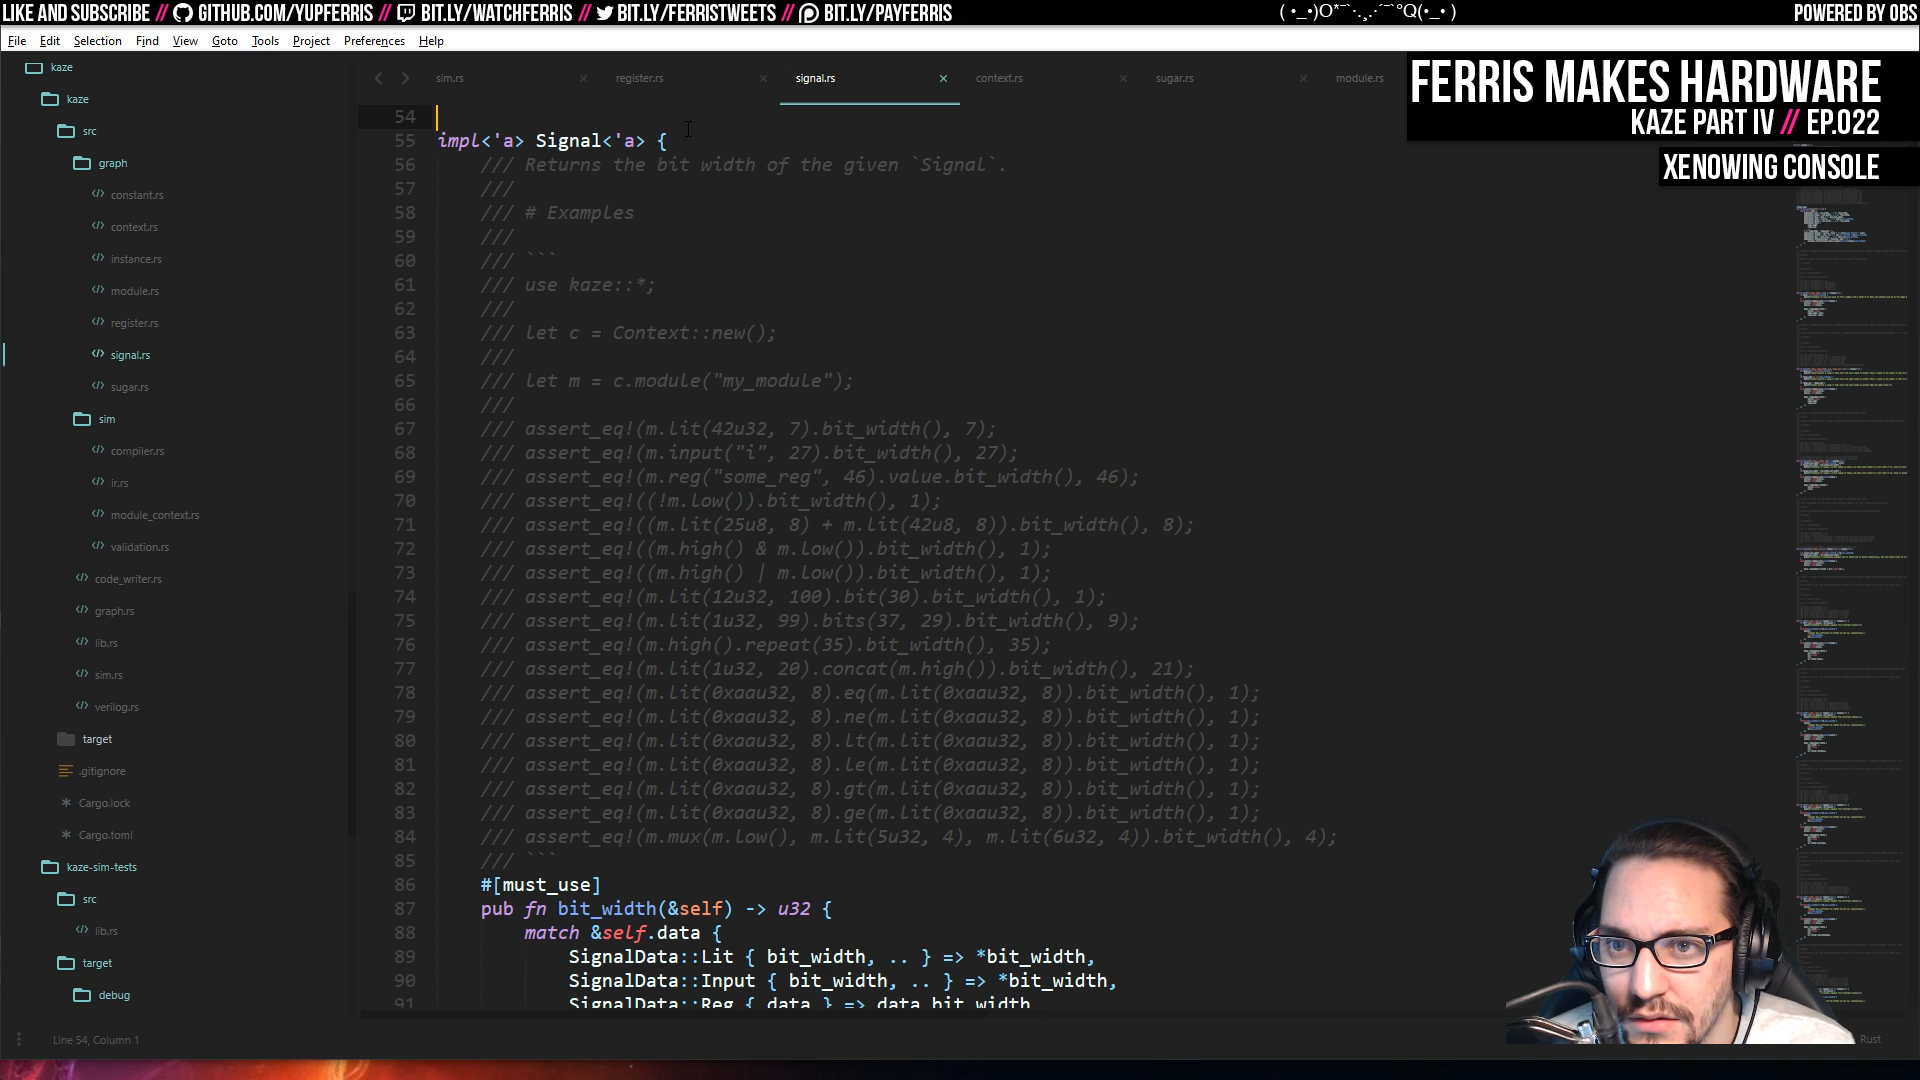 LIKE AND SUBSCRIBE // GITHUB.COM/YUPFERRIS // BIT.LY/WATCHFERRIS // BIT.LY/FERRISTWEETS // BIT.LY/PAYFERRIS
POWERED BY OBS
File Edit Selection Find View Goto Tools Project Preferences Help
FERRIS MAKES HARDWARE
KAZE PART IV // EP.022
XENOWING CONSOLE
kaze
kaze
src
graph
constant.rs
context.rs
instance.rs
module.rs
register.rs
signal.rs
sugar.rs
sim
compiler.rs
ir.rs
module_context.rs
validation.rs
code_writer.rs
graph.rs
lib.rs
sim.rs
verilog.rs
target
.gitignore
Cargo.lock
Cargo.toml
kaze-sim-tests
src
lib.rs
target
debug
sim.rs register.rs signal.rs context.rs sugar.rs module.rs
54
55 impl<'a> Signal<'a> {
56 /// Returns the bit width of the given `Signal`.
57 ///
58 /// # Examples
59 ///
60 /// ```
61 /// use kaze::*;
62 ///
63 /// let c = Context::new();
64 ///
65 /// let m = c.module("my_module");
66 ///
67 /// assert_eq!(m.lit(42u32, 7).bit_width(), 7);
68 /// assert_eq!(m.input("i", 27).bit_width(), 27);
69 /// assert_eq!(m.reg("some_reg", 46).value.bit_width(), 46);
70 /// assert_eq!((!m.low()).bit_width(), 1);
71 /// assert_eq!((m.lit(25u8, 8) + m.lit(42u8, 8)).bit_width(), 8);
72 /// assert_eq!((m.high() & m.low()).bit_width(), 1);
73 /// assert_eq!((m.high() | m.low()).bit_width(), 1);
74 /// assert_eq!(m.lit(12u32, 100).bit(30).bit_width(), 1);
75 /// assert_eq!(m.lit(1u32, 99).bits(37, 29).bit_width(), 9);
76 /// assert_eq!(m.high().repeat(35).bit_width(), 35);
77 /// assert_eq!(m.lit(1u32, 20).concat(m.high()).bit_width(), 21);
78 /// assert_eq!(m.lit(0xaau32, 8).eq(m.lit(0xaau32, 8)).bit_width(), 1);
79 /// assert_eq!(m.lit(0xaau32, 8).ne(m.lit(0xaau32, 8)).bit_width(), 1);
80 /// assert_eq!(m.lit(0xaau32, 8).lt(m.lit(0xaau32, 8)).bit_width(), 1);
81 /// assert_eq!(m.lit(0xaau32, 8).le(m.lit(0xaau32, 8)).bit_width(), 1);
82 /// assert_eq!(m.lit(0xaau32, 8).gt(m.lit(0xaau32, 8)).bit_width(), 1);
83 /// assert_eq!(m.lit(0xaau32, 8).ge(m.lit(0xaau32, 8)).bit_width(), 1);
84 /// assert_eq!(m.mux(m.low(), m.lit(5u32, 4), m.lit(6u32, 4)).bit_width(), 4);
85 /// ```
86 #[must_use]
87 pub fn bit_width(&self) -> u32 {
88 match &self.data {
89 SignalData::Lit { bit_width, .. } => *bit_width,
90 SignalData::Input { bit_width, .. } => *bit_width,
91 SignalData::Reg { data } => data.bit_width
Line 54, Column 1
Rust